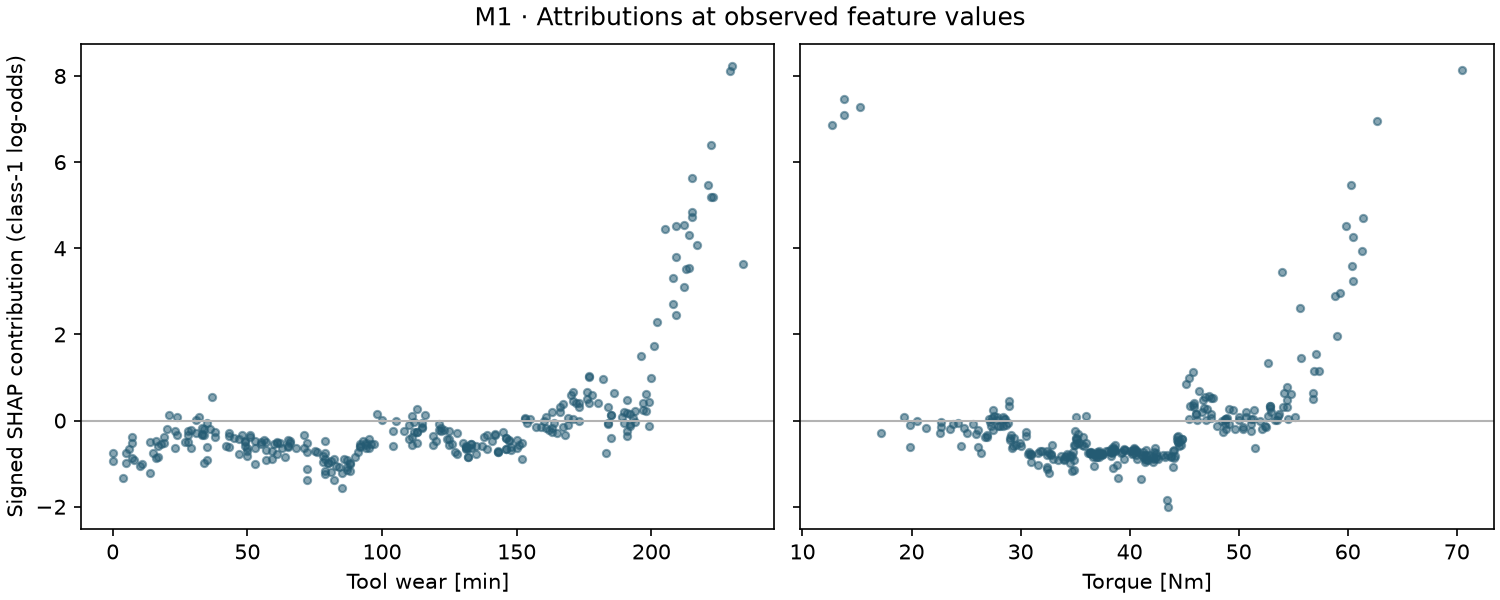 M1 · Attributions at observed feature values
Signed SHAP contribution (class-1 log-odds)
8
6
4
2
0
−2
0 50 100 150 200
Tool wear [min]
10 20 30 40 50 60 70
Torque [Nm]